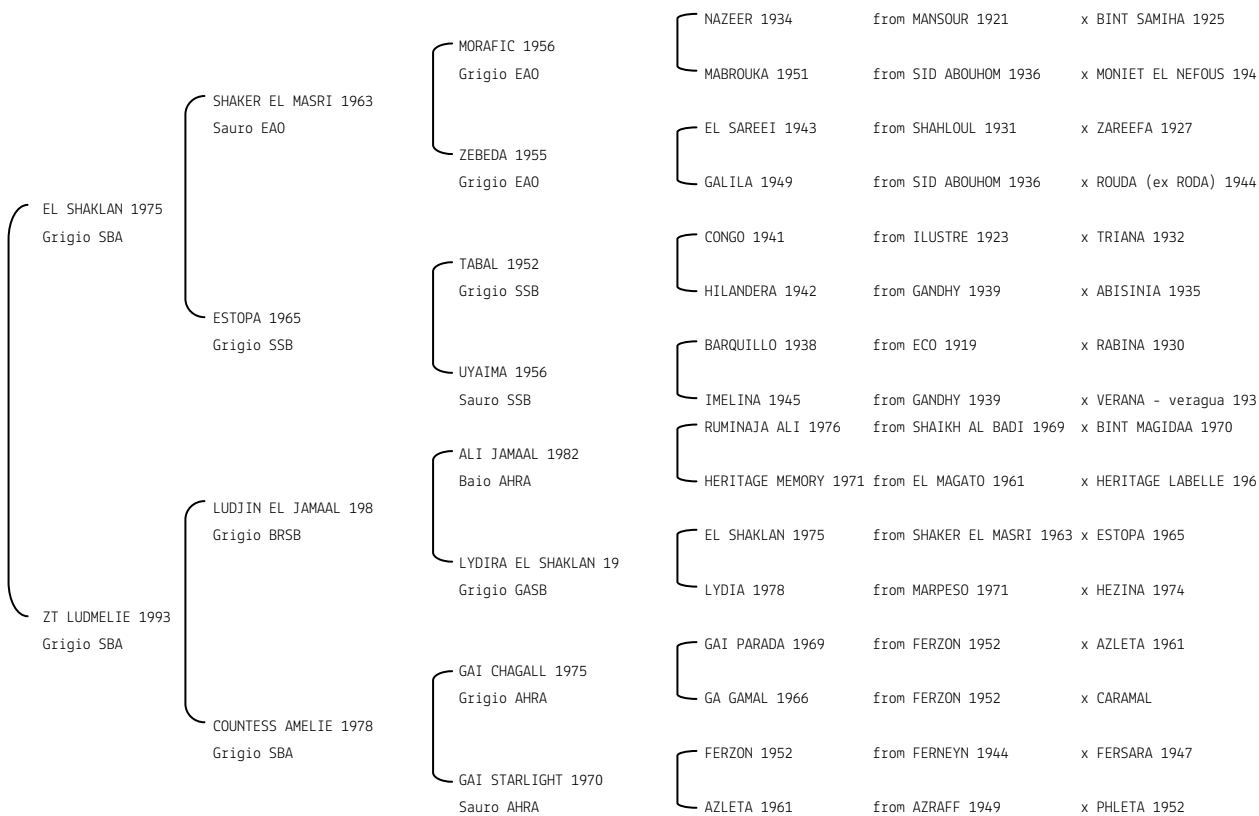 NAZEER 1934 from MANSOUR 1921 x BINT SAMIHA 1925
MORAFIC 1956
Grigio EAO
MABROUKA 1951 from SID ABOUHOM 1936 x MONIET EL NEFOUS 194
SHAKER EL MASRI 1963
Sauro EAO
EL SAREEI 1943 from SHAHLOUL 1931 x ZAREEFA 1927
ZEBEDA 1955
Grigio EAO
GALILA 1949 from SID ABOUHOM 1936 x ROUDA (ex RODA) 1944
EL SHAKLAN 1975
Grigio SBA
CONGO 1941 from ILUSTRE 1923 x TRIANA 1932
TABAL 1952
Grigio SSB
HILANDERA 1942 from GANDHY 1939 x ABISINIA 1935
ESTOPA 1965
Grigio SSB
BARQUILLO 1938 from ECO 1919 x RABINA 1930
UYAIMA 1956
Sauro SSB
IMELINA 1945 from GANDHY 1939 x VERANA - veragua 193
RUMINAJA ALI 1976 from SHAIKH AL BADI 1969 x BINT MAGIDAA 1970
ALI JAMAAL 1982
Baio AHRA
HERITAGE MEMORY 1971 from EL MAGATO 1961 x HERITAGE LABELLE 196
LUDJIN EL JAMAAL 198
Grigio BRSB
EL SHAKLAN 1975 from SHAKER EL MASRI 1963 x ESTOPA 1965
LYDIRA EL SHAKLAN 19
Grigio GASB
LYDIA 1978 from MARPESO 1971 x HEZINA 1974
ZT LUDMELIE 1993
Grigio SBA
GAI PARADA 1969 from FERZON 1952 x AZLETA 1961
GAI CHAGALL 1975
Grigio AHRA
GA GAMAL 1966 from FERZON 1952 x CARAMAL
COUNTESS AMELIE 1978
Grigio SBA
FERZON 1952 from FERNEYN 1944 x FERSARA 1947
GAI STARLIGHT 1970
Sauro AHRA
AZLETA 1961 from AZRAFF 1949 x PHLETA 1952